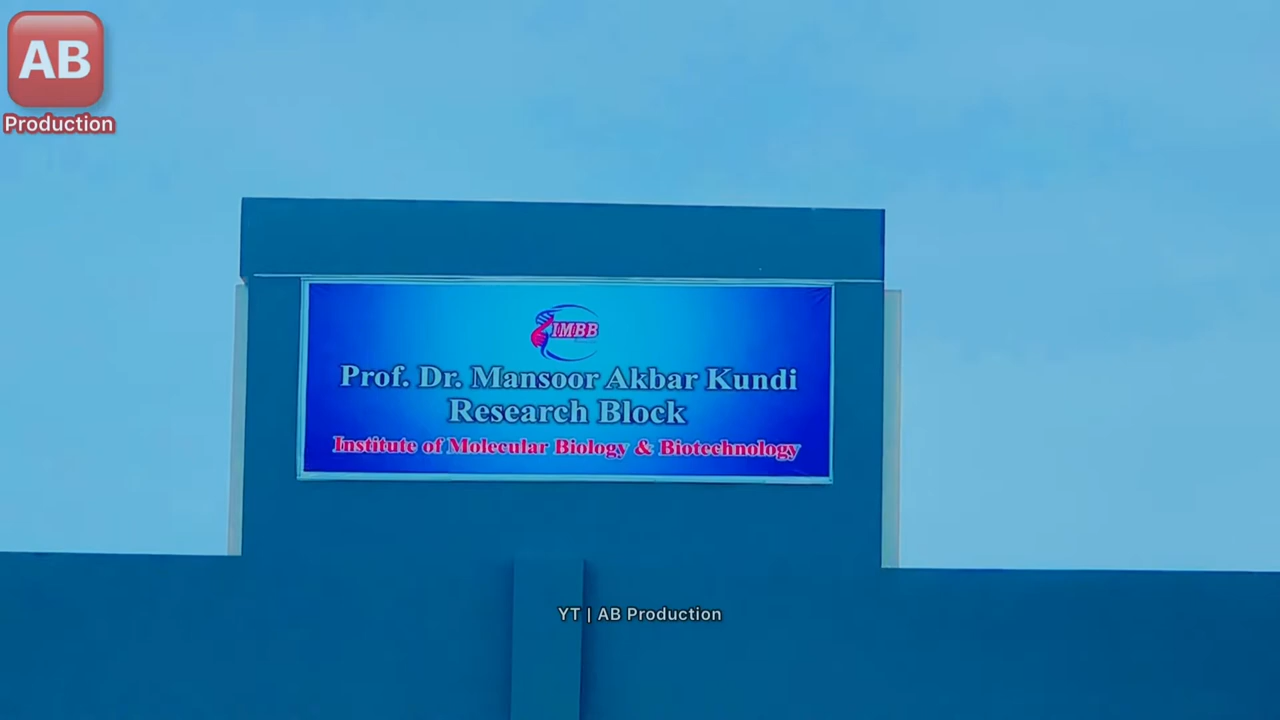 AB
Production
IMBB
Prof. Dr. Mansoor Akbar Kundi
Research Block
Institute of Molecular Biology & Biotechnology
YT | AB Production